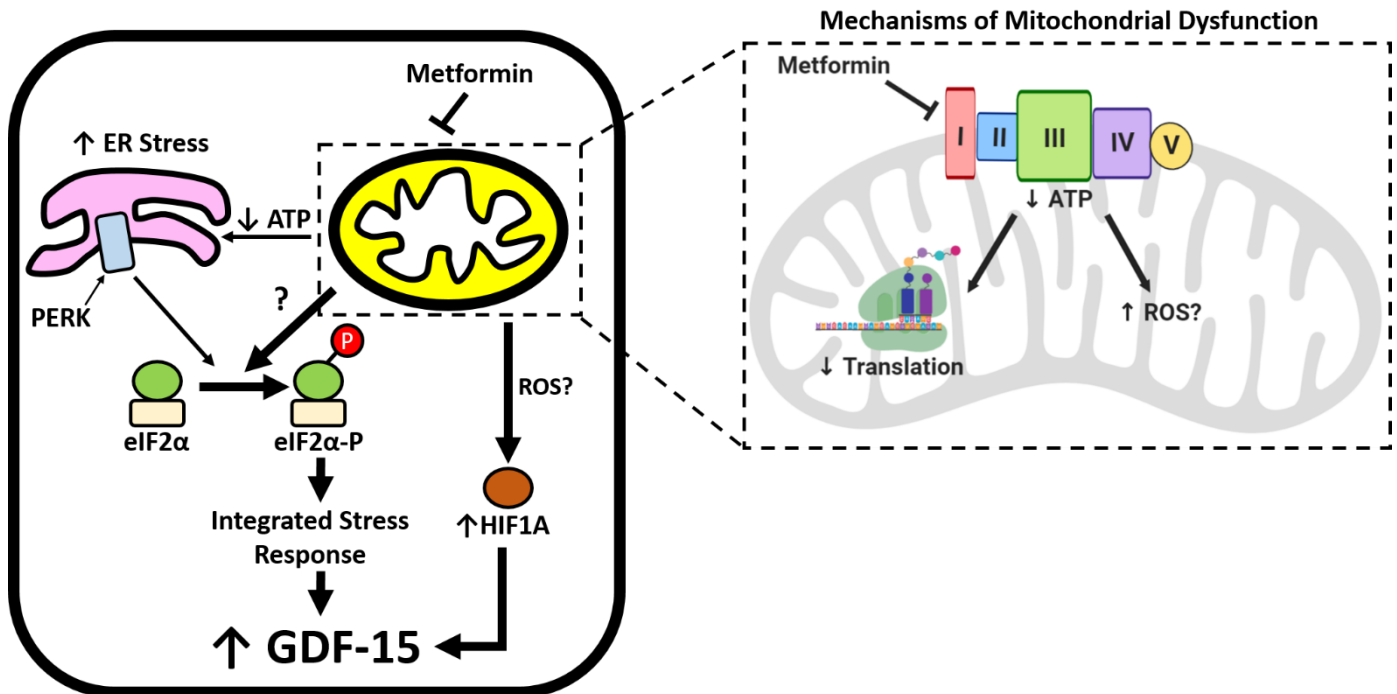 Mechanisms of Mitochondrial Dysfunction
Metformin
↑ ER Stress
↓ ATP
PERK
?
P
eIF2α
eIF2α-P
ROS?
Integrated Stress
Response
↑HIF1A
↑ GDF-15
Metformin
I
II
III
IV
V
↓ ATP
↑ ROS?
↓ Translation